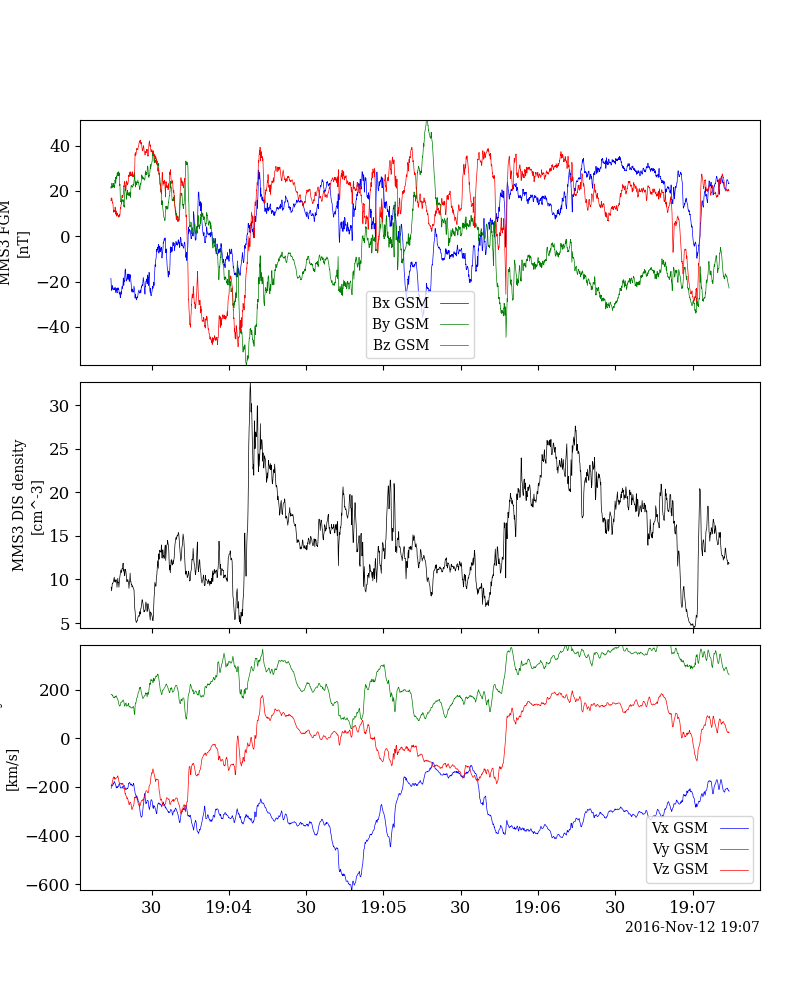 40
20
0
−20
−40
MMS3 FGM
[nT]
Bx GSM
By GSM
Bz GSM
30
25
20
15
10
5
MMS3 DIS density
[cm^-3]
200
0
−200
−400
−600
[km/s]
Vx GSM
Vy GSM
Vz GSM
30
19:04
30
19:05
30
19:06
30
19:07
2016-Nov-12 19:07